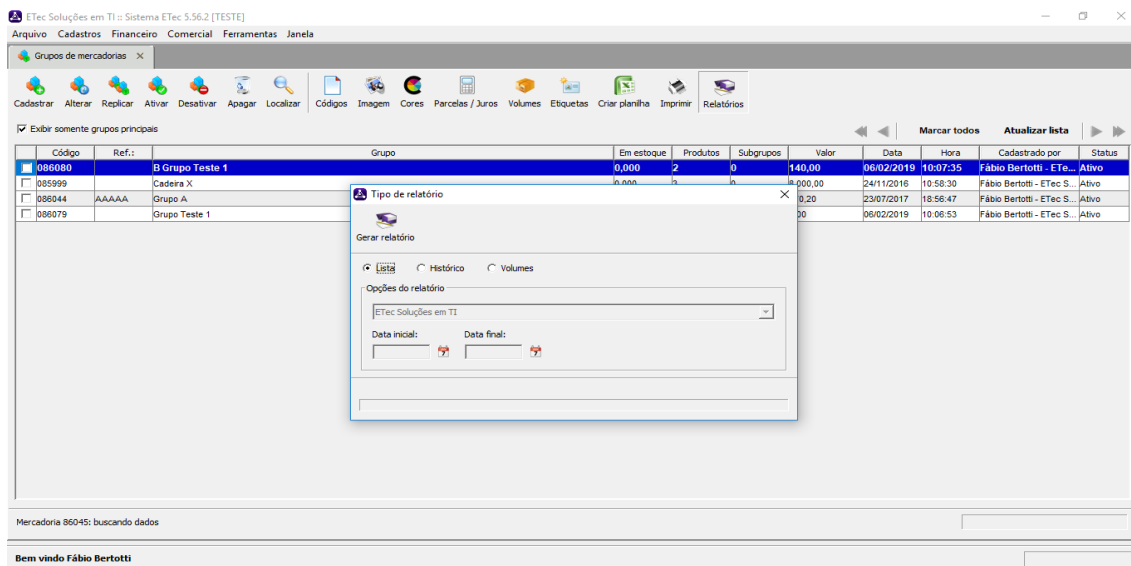 ETec Soluções em TI :: Sistema ETec 5.56.2 [TESTE]
Arquivo Cadastros Financeiro Comercial Ferramentas Janela
Grupos de mercadorias
Cadastrar Alterar Replicar Ativar Desativar Apagar Localizar Códigos Imagem Cores Parcelas / Juros Volumes Etiquetas Criar planilha Imprimir Relatórios
Exibir somente grupos principais Marcar todos Atualizar lista
Código Ref.: Grupo Em estoque Produtos Subgrupos Valor Data Hora Cadastrado por Status
086080 B Grupo Teste 1 0,000 2 0 140,00 06/02/2019 10:07:35 Fábio Bertotti - ETe... Ativo
085999 Cadeira X 24/11/2016 10:58:30 Fábio Bertotti - ETec S... Ativo
086044 AAAAA Grupo A 23/07/2017 18:56:47 Fábio Bertotti - ETec S... Ativo
086079 Grupo Teste 1 06/02/2019 10:06:53 Fábio Bertotti - ETec S... Ativo
Tipo de relatório
Gerar relatório
Lista Histórico Volumes
Opções do relatório
ETec Soluções em TI
Data inicial: Data final:
Mercadoria 86045: buscando dados
Bem vindo Fábio Bertotti